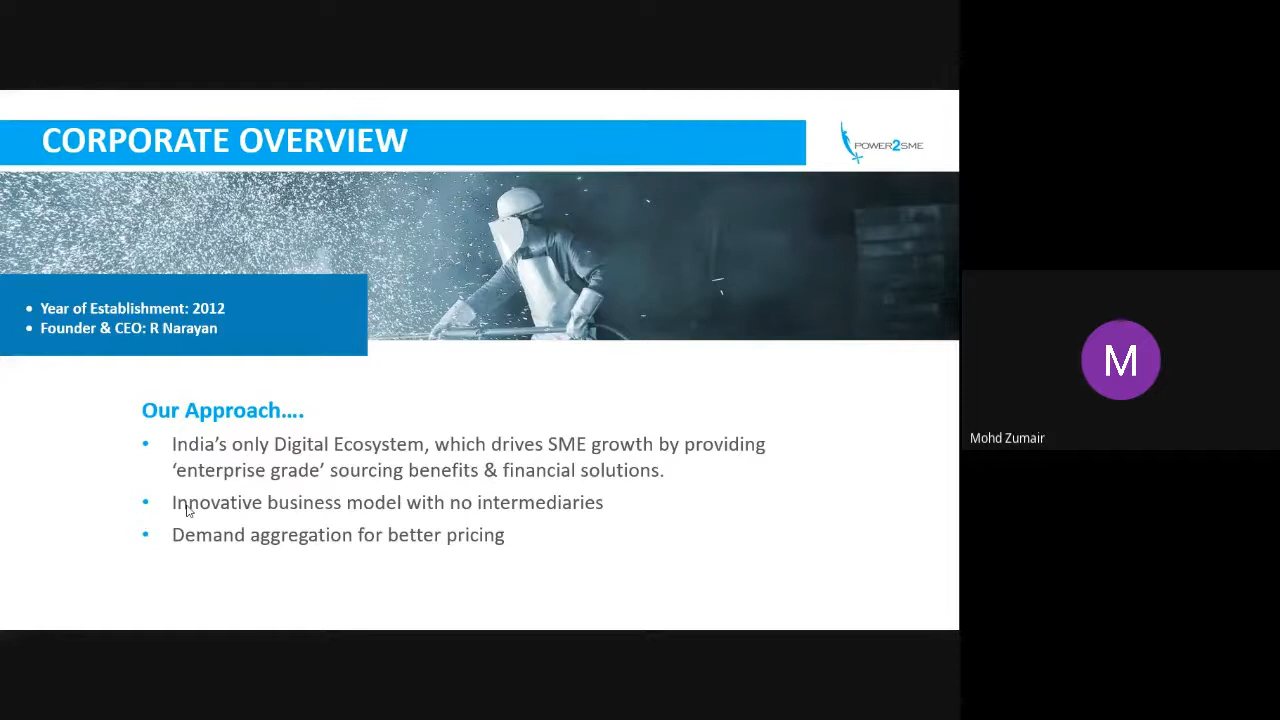 CORPORATE OVERVIEW
POWER2SME
• Year of Establishment: 2012
• Founder & CEO: R Narayan
Our Approach….
• India’s only Digital Ecosystem, which drives SME growth by providing
‘enterprise grade’ sourcing benefits & financial solutions.
• Innovative business model with no intermediaries
• Demand aggregation for better pricing
M
Mohd Zumair